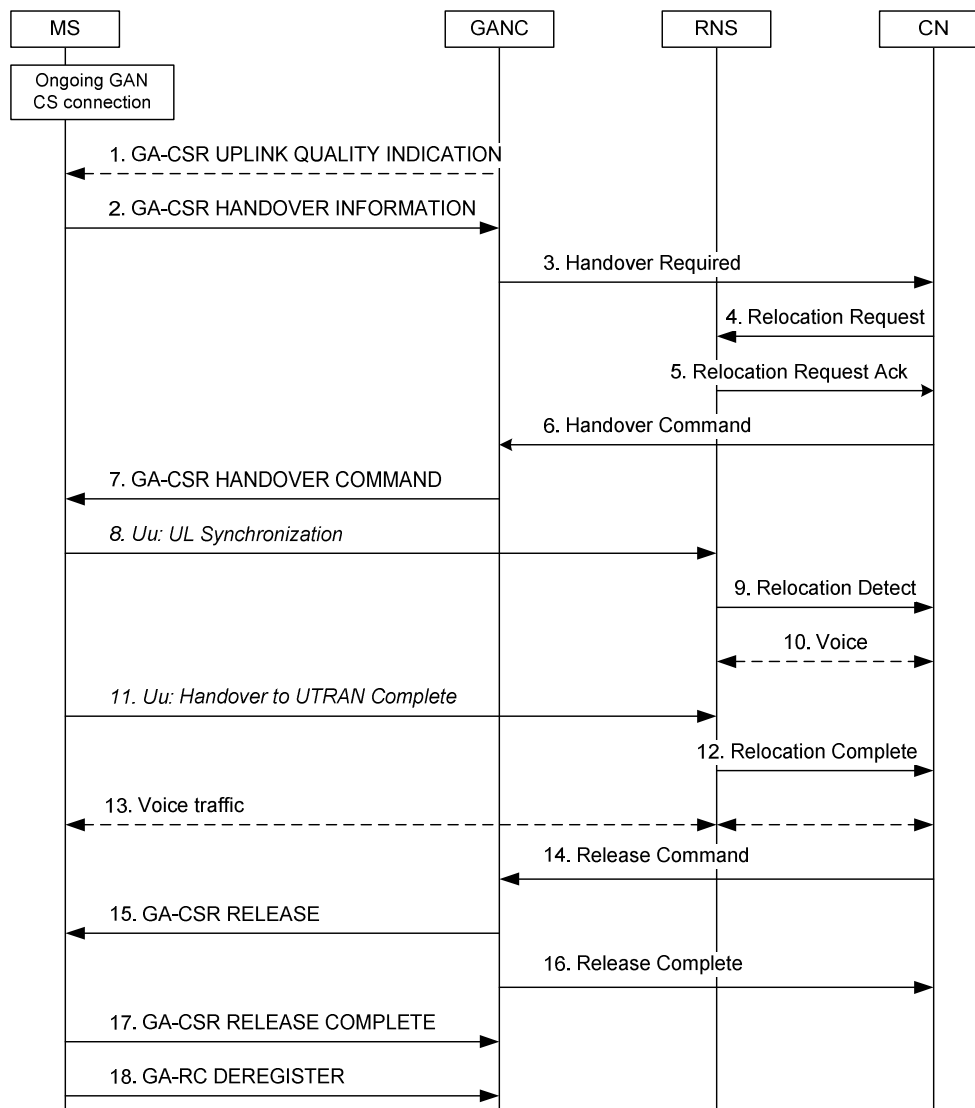 MS
GANC
RNS
CN
Ongoing GAN
CS connection
1. GA-CSR UPLINK QUALITY INDICATION
2. GA-CSR HANDOVER INFORMATION
3. Handover Required
4. Relocation Request
5. Relocation Request Ack
6. Handover Command
7. GA-CSR HANDOVER COMMAND
8. Uu: UL Synchronization
9. Relocation Detect
10. Voice
11. Uu: Handover to UTRAN Complete
12. Relocation Complete
13. Voice traffic
14. Release Command
15. GA-CSR RELEASE
16. Release Complete
17. GA-CSR RELEASE COMPLETE
18. GA-RC DEREGISTER